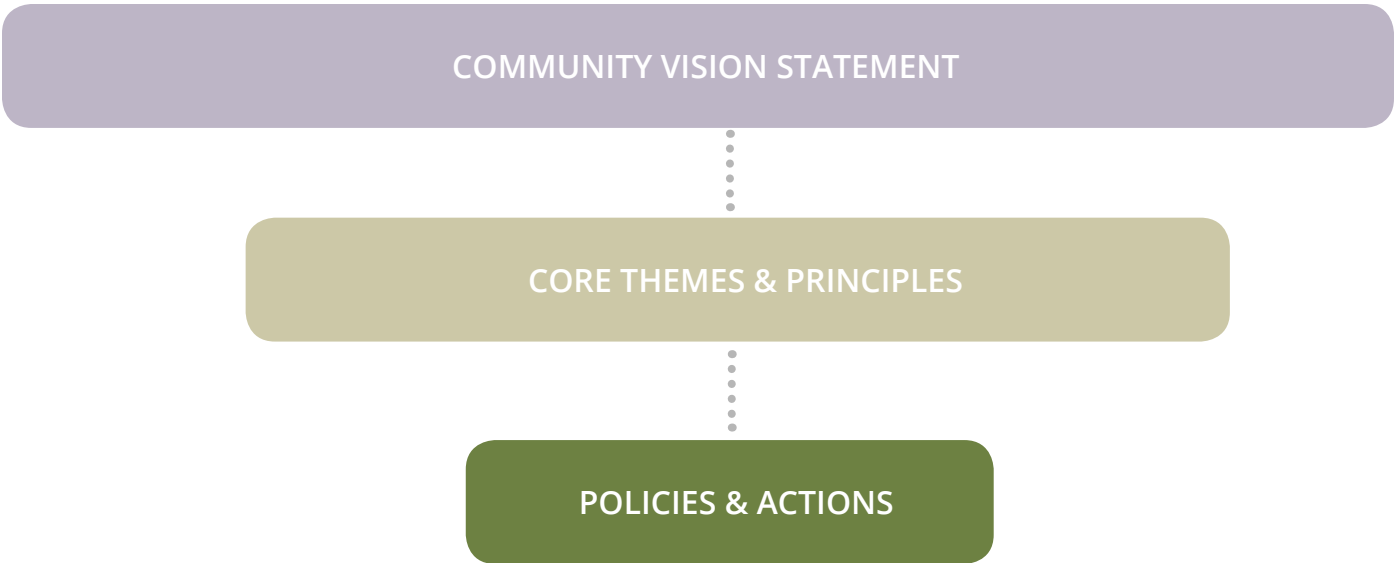 COMMUNITY VISION STATEMENT
CORE THEMES & PRINCIPLES
POLICIES & ACTIONS